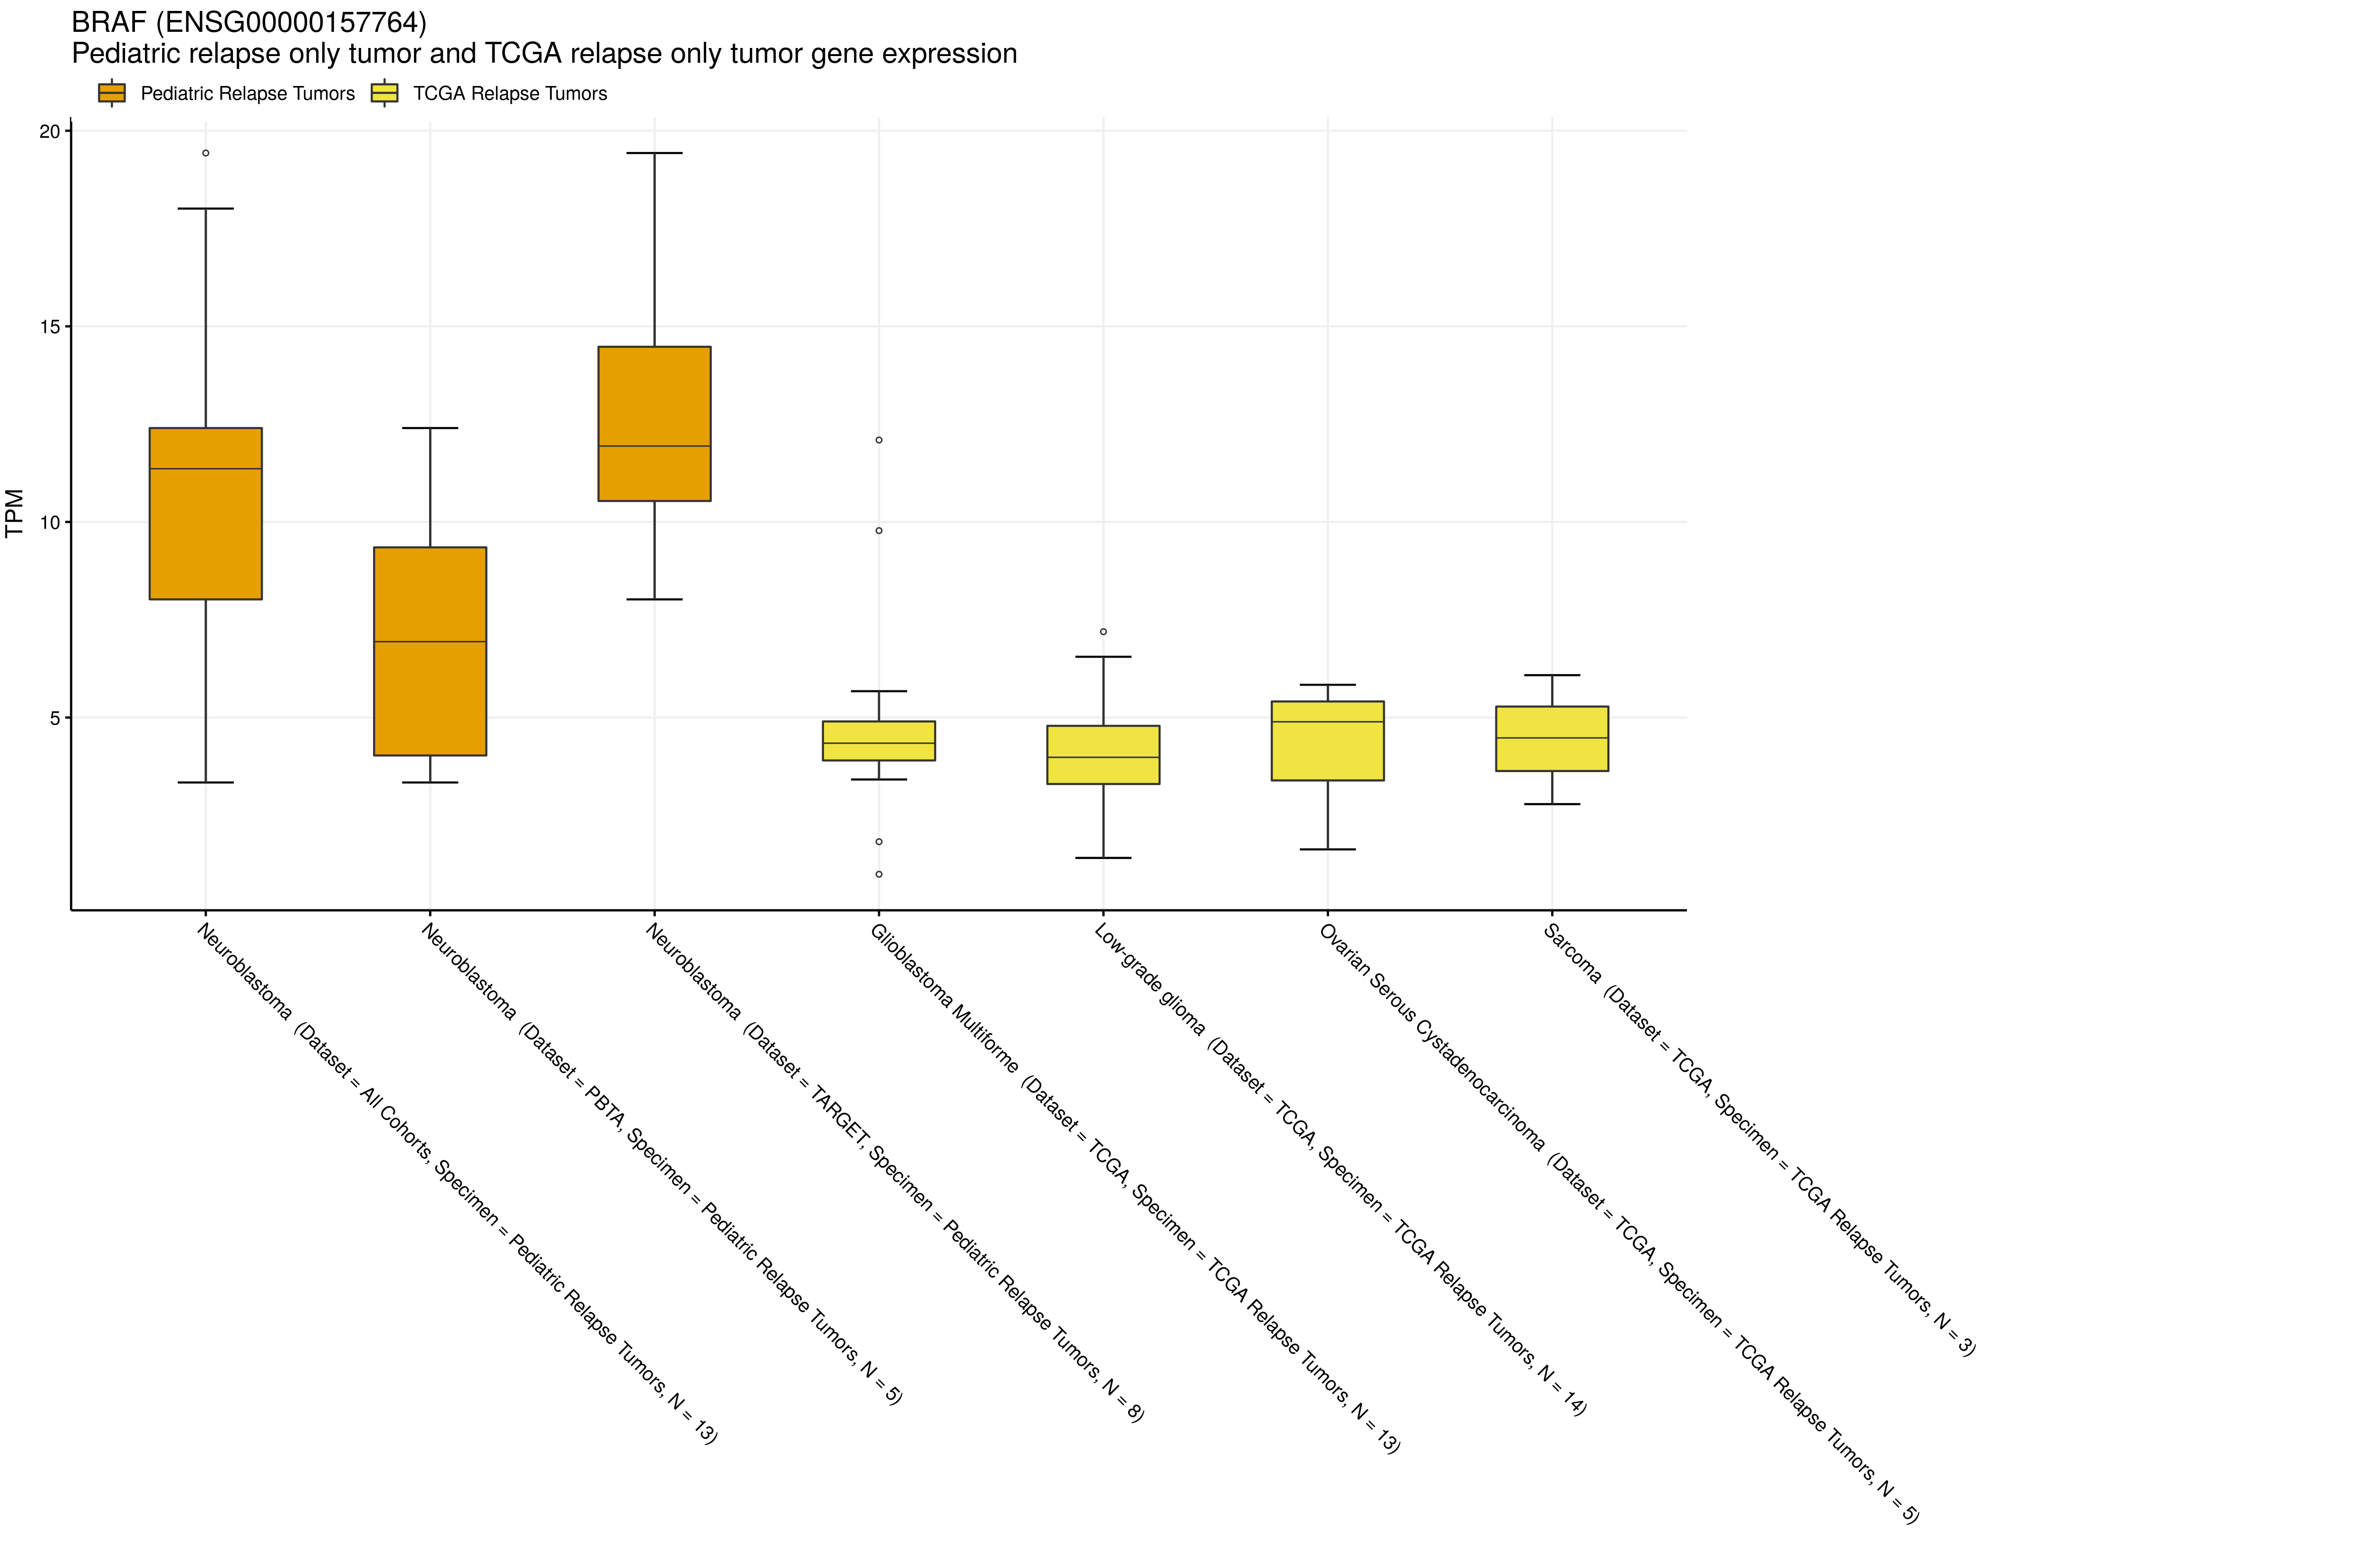 BRAF (ENSG00000157764)
Pediatric relapse only tumor and TCGA relapse only tumor gene expression
Pediatric Relapse Tumors
TCGA Relapse Tumors
TPM
20
15
10
5
Neuroblastoma (Dataset = All Cohorts, Specimen = Pediatric Relapse Tumors, N = 13)
Neuroblastoma (Dataset = PBTA, Specimen = Pediatric Relapse Tumors, N = 5)
Neuroblastoma (Dataset = TARGET, Specimen = Pediatric Relapse Tumors, N = 8)
Glioblastoma Multiforme (Dataset = TCGA, Specimen = TCGA Relapse Tumors, N = 13)
Low-grade glioma (Dataset = TCGA, Specimen = TCGA Relapse Tumors, N = 14)
Ovarian Serous Cystadenocarcinoma (Dataset = TCGA, Specimen = TCGA Relapse Tumors, N = 5)
Sarcoma (Dataset = TCGA, Specimen = TCGA Relapse Tumors, N = 3)